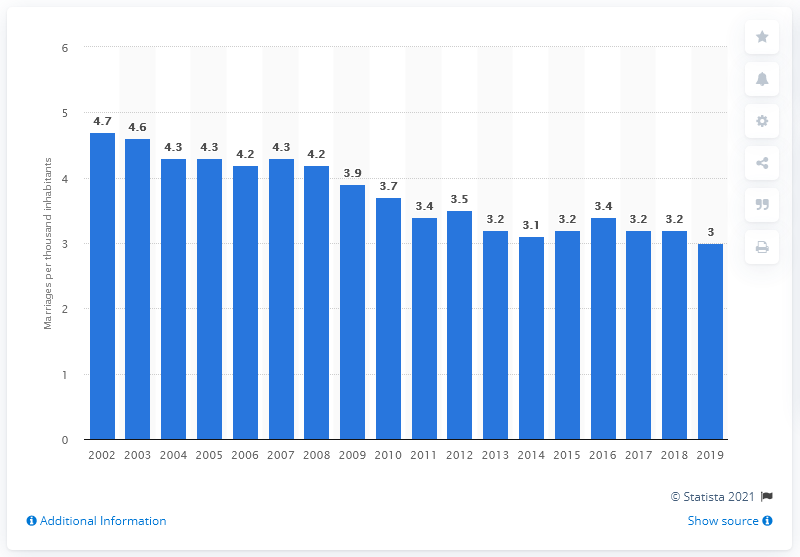 6
5
4
3
2
1
0
Marriages per thousand inhabitants
4.7 4.6 4.3 4.3 4.2 4.3 4.2 3.9 3.7 3.4 3.5 3.2 3.1 3.2 3.4 3.2 3.2 3
2002 2003 2004 2005 2006 2007 2008 2009 2010 2011 2012 2013 2014 2015 2016 2017 2018 2019
© Statista 2021
Additional Information
Show source